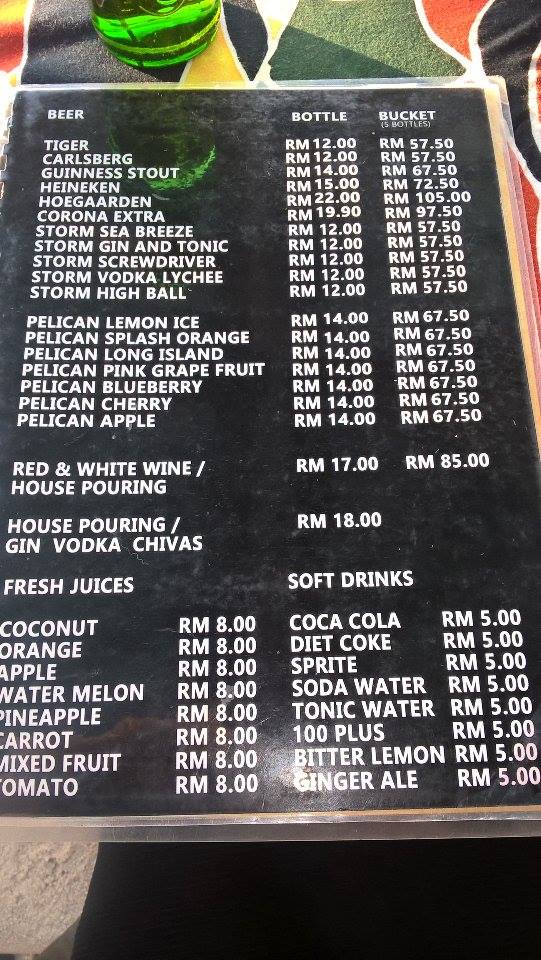 BEER BOTTLE BUCKET
(5 BOTTLES)
TIGER RM 12.00 RM 57.50
CARLSBERG RM 12.00 RM 57.50
GUINNESS STOUT RM 14.00 RM 67.50
HEINEKEN RM 15.00 RM 72.50
HOEGAARDEN RM 22.00 RM 105.00
CORONA EXTRA RM 19.90 RM 97.50
STORM SEA BREEZE RM 12.00 RM 57.50
STORM GIN AND TONIC RM 12.00 RM 57.50
STORM SCREWDRIVER RM 12.00 RM 57.50
STORM VODKA LYCHEE RM 12.00 RM 57.50
STORM HIGH BALL RM 12.00 RM 57.50
PELICAN LEMON ICE RM 14.00 RM 67.50
PELICAN SPLASH ORANGE RM 14.00 RM 67.50
PELICAN LONG ISLAND RM 14.00 RM 67.50
PELICAN PINK GRAPE FRUIT RM 14.00 RM 67.50
PELICAN BLUEBERRY RM 14.00 RM 67.50
PELICAN CHERRY RM 14.00 RM 67.50
PELICAN APPLE RM 14.00 RM 67.50
RED & WHITE WINE / RM 17.00 RM 85.00
HOUSE POURING
HOUSE POURING / RM 18.00
GIN VODKA CHIVAS
FRESH JUICES SOFT DRINKS
COCONUT RM 8.00 COCA COLA RM 5.00
ORANGE RM 8.00 DIET COKE RM 5.00
APPLE RM 8.00 SPRITE RM 5.00
WATER MELON RM 8.00 SODA WATER RM 5.00
PINEAPPLE RM 8.00 TONIC WATER RM 5.00
CARROT RM 8.00 100 PLUS RM 5.00
MIXED FRUIT RM 8.00 BITTER LEMON RM 5.00
TOMATO RM 8.00 GINGER ALE RM 5.00